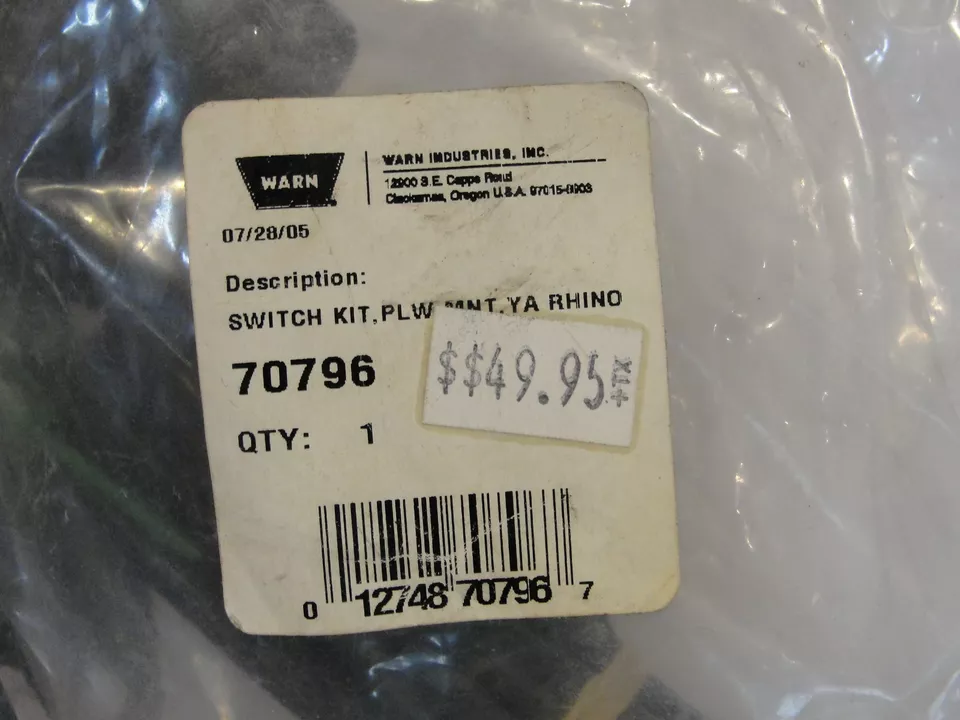 WARN
WARN INDUSTRIES, INC.
12900 S.E. Capps Road
Clackamas, Oregon U.S.A. 97015-8903
07/28/05
Description:
SWITCH KIT,PLW MNT,YA RHINO
70796
$$49.95
+TAX
QTY: 1
0 12748 70796 7